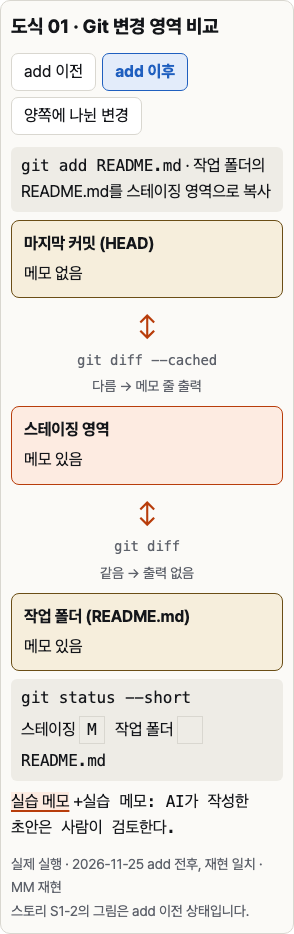 도식 01 · Git 변경 영역 비교
add 이전
add 이후
양쪽에 나뉜 변경
git add README.md · 작업 폴더의
README.md를 스테이징 영역으로 복사
마지막 커밋 (HEAD)
메모 없음
↕
git diff --cached
다름 → 메모 줄 출력
스테이징 영역
메모 있음
↕
git diff
같음 → 출력 없음
작업 폴더 (README.md)
메모 있음
git status --short
스테이징 M 작업 폴더
README.md
실습 메모 +실습 메모: AI가 작성한
초안은 사람이 검토한다.
실제 실행 · 2026-11-25 add 전후, 재현 일치 ·
MM 재현
스토리 S1-2의 그림은 add 이전 상태입니다.